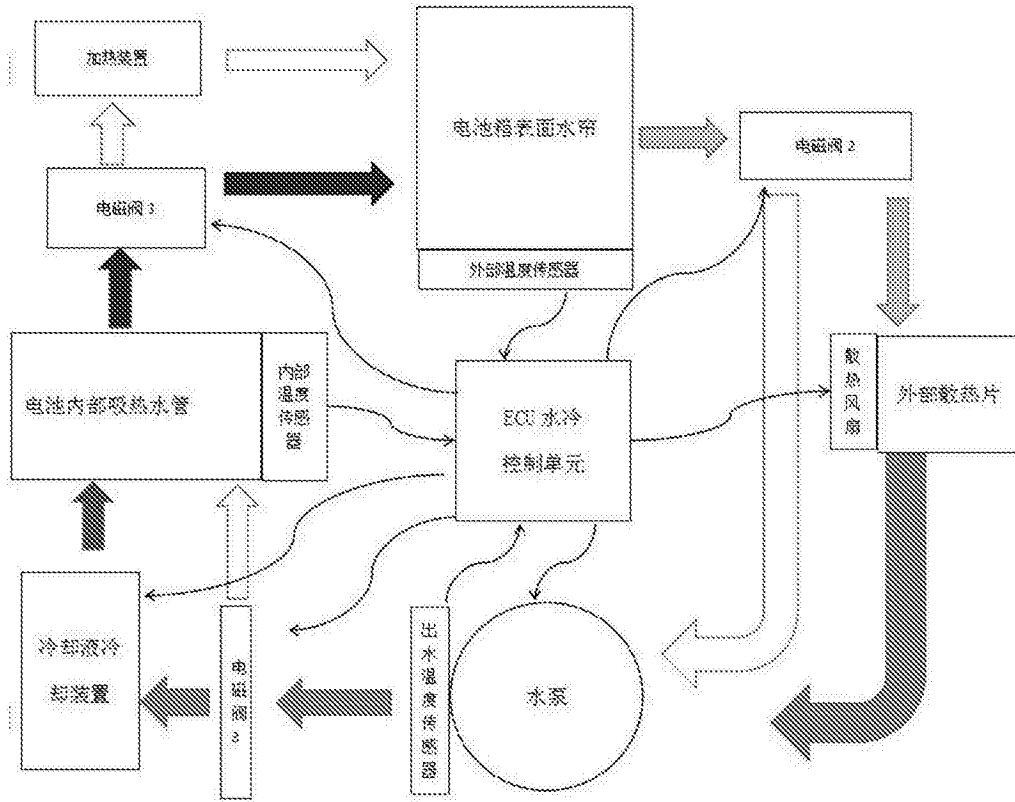 加热装置
电池箱表面水帘
电磁阀 2
电磁阀 1
外部温度传感器
电池内部吸热水管
内
部
温
度
传
感
器
ECU 水冷
控制单元
散
热
风
扇
外部散热片
冷却液冷
却装置
电
磁
阀
3
出
水
温
度
传
感
器
水泵